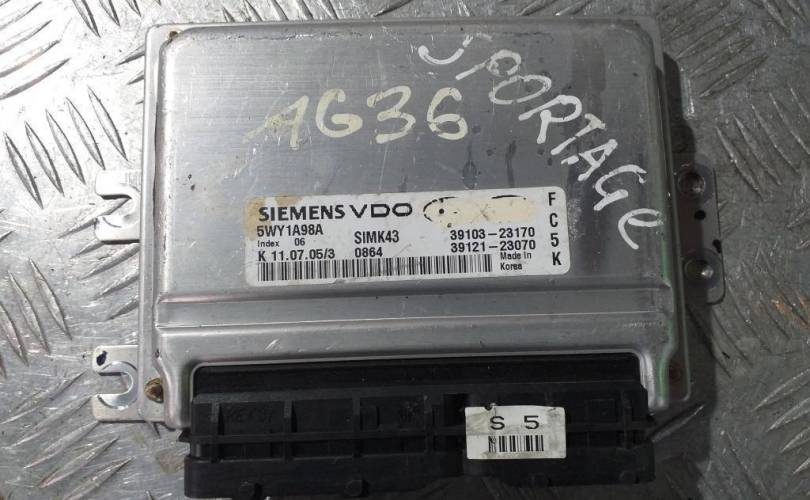 SPORTAGE
AG36
SIEMENS VDO
5WY1A98A
Index 06 SIMK43 39103-23170
39121-23070
K 11.07.05/3 0864 Made in Korea
FC5K
S 5